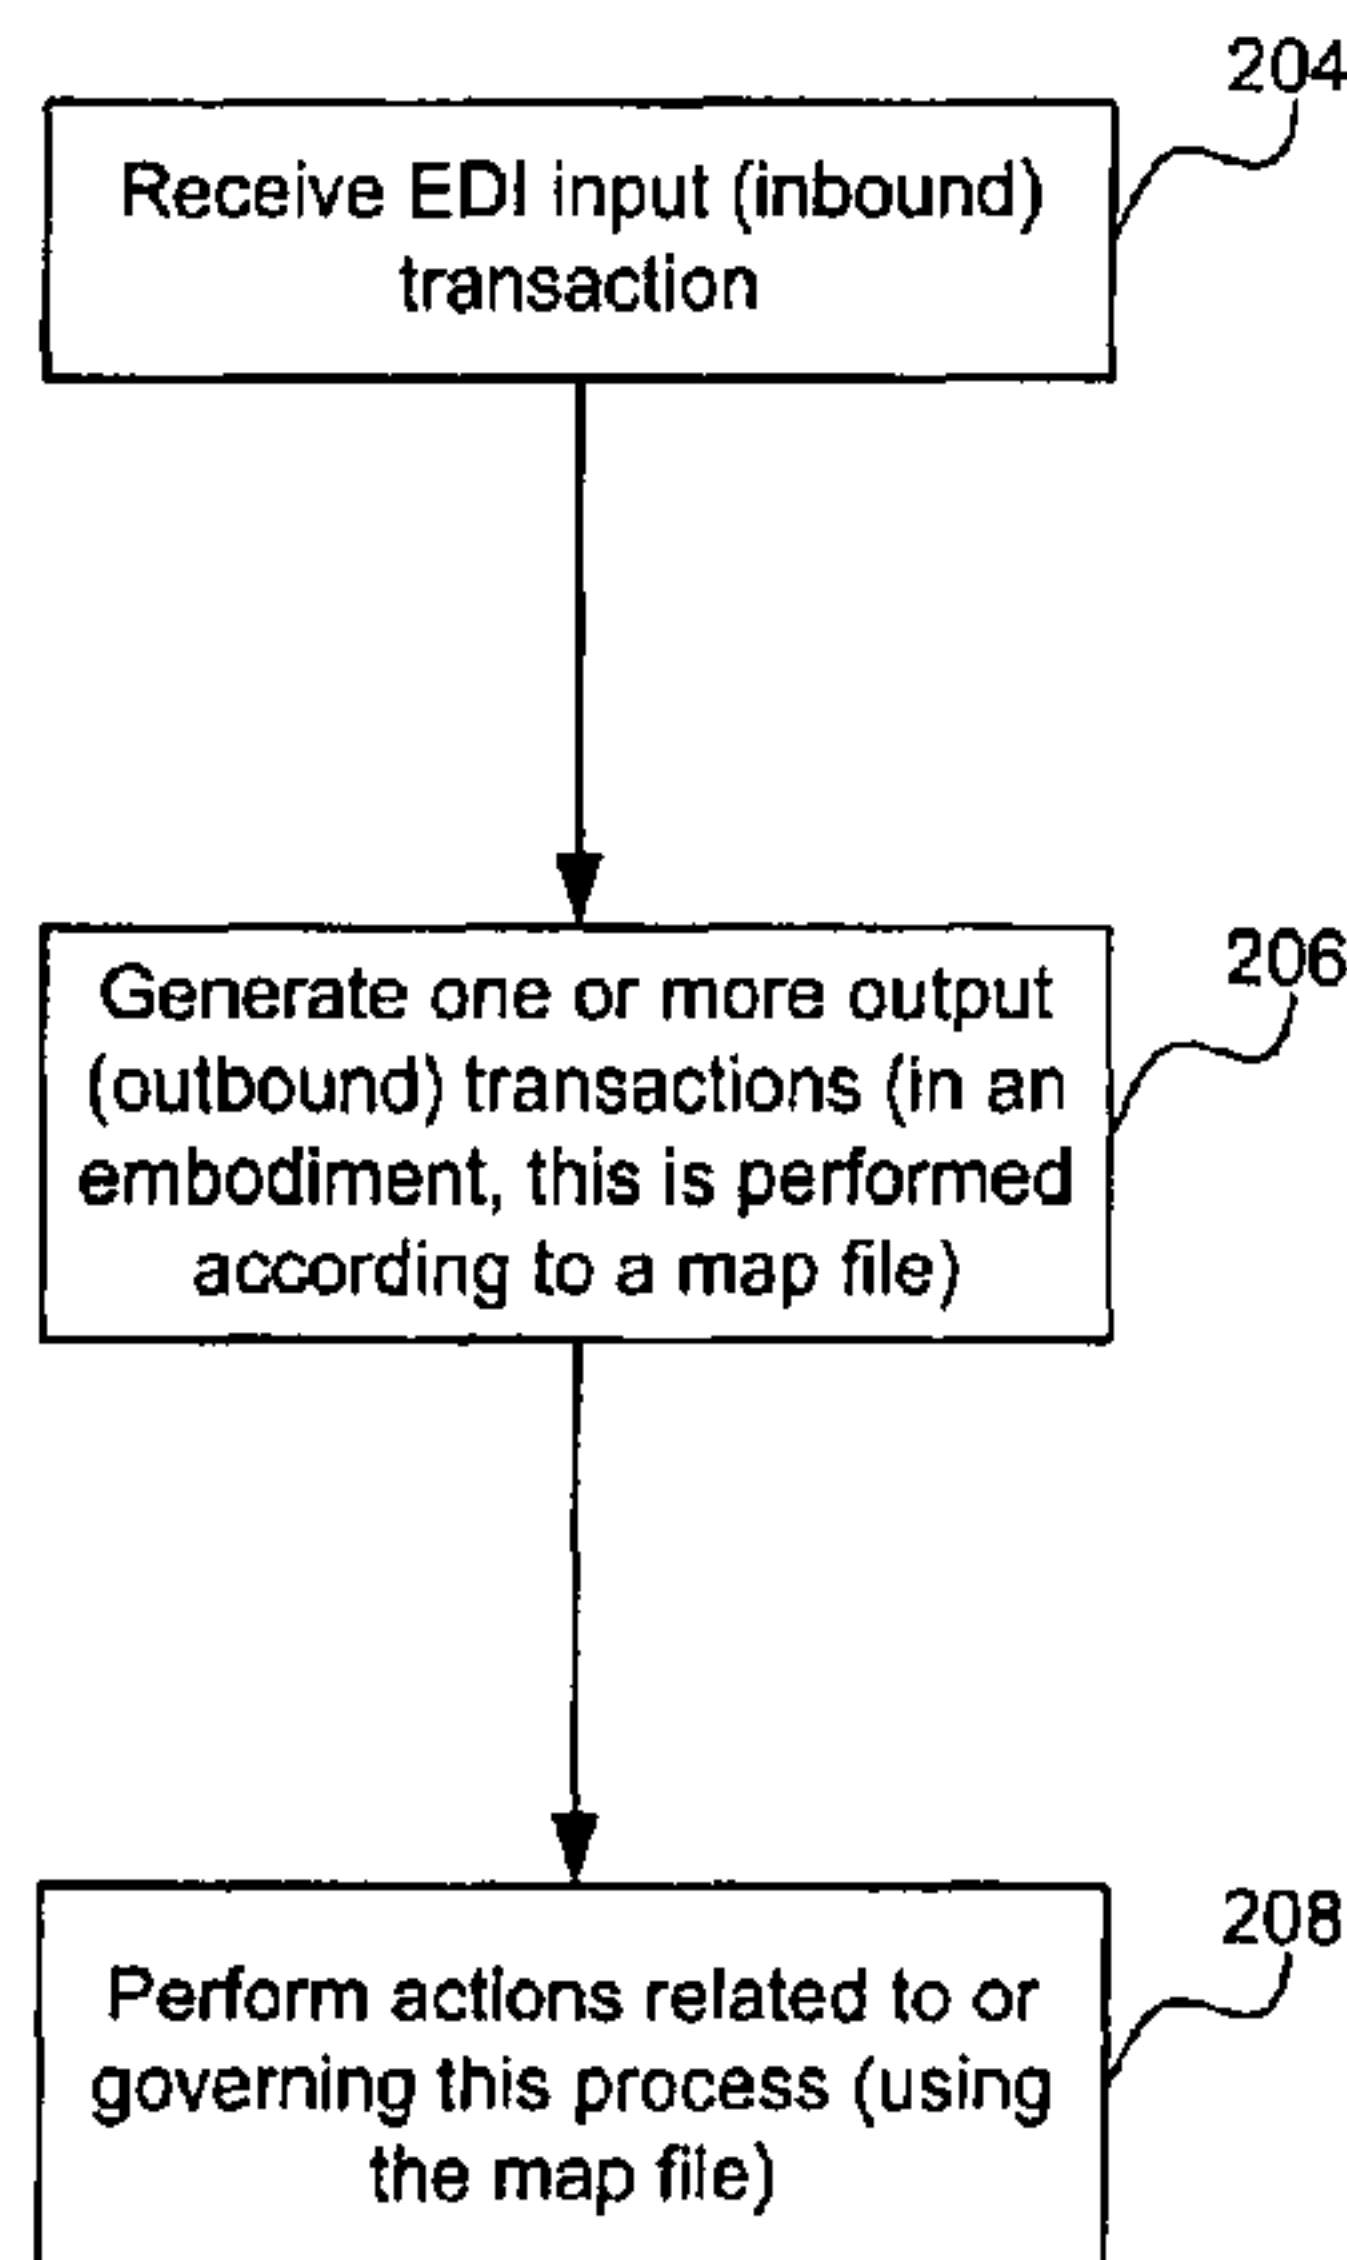 204
Receive EDI input (inbound)
transaction
206
Generate one or more output
(outbound) transactions (in an
embodiment, this is performed
according to a map file)
208
Perform actions related to or
governing this process (using
the map file)